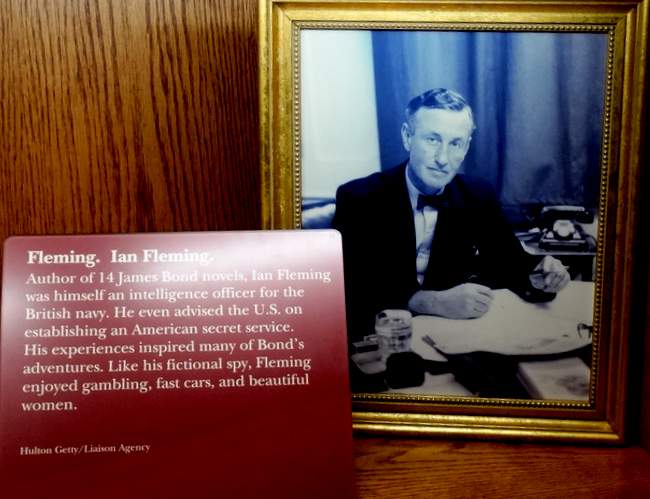 Fleming. Ian Fleming.
Author of 14 James Bond novels, Ian Fleming
was himself an intelligence officer for the
British navy. He even advised the U.S. on
establishing an American secret service.
His experiences inspired many of Bond's
adventures. Like his fictional spy, Fleming
enjoyed gambling, fast cars, and beautiful
women.
Hulton Getty/Liaison Agency